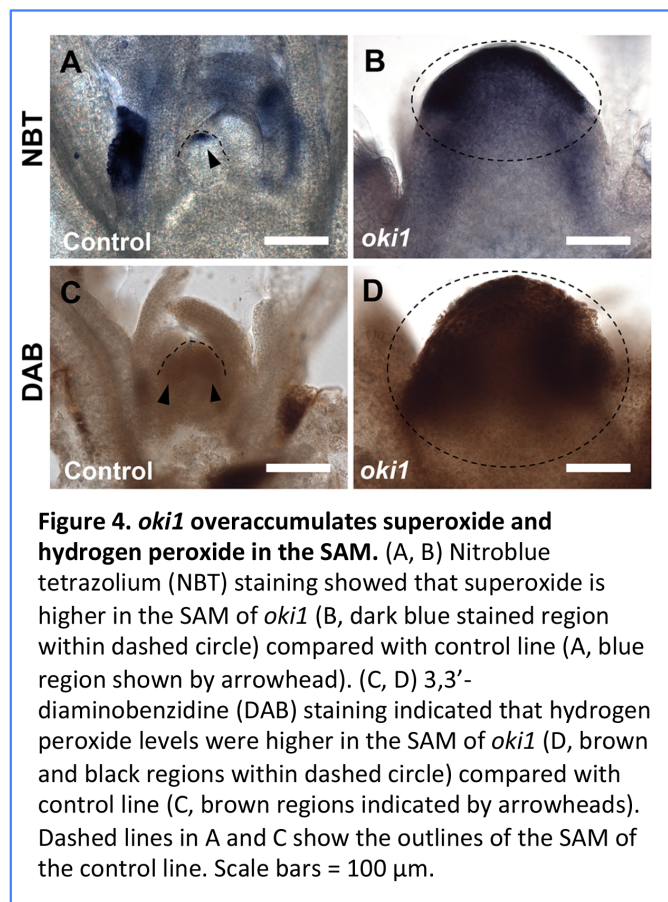 A
B
NBT
Control
oki1
C
D
DAB
Control
oki1
Figure 4. oki1 overaccumulates superoxide and
hydrogen peroxide in the SAM. (A, B) Nitroblue
tetrazolium (NBT) staining showed that superoxide is
higher in the SAM of oki1 (B, dark blue stained region
within dashed circle) compared with control line (A, blue
region shown by arrowhead). (C, D) 3,3’-
diaminobenzidine (DAB) staining indicated that hydrogen
peroxide levels were higher in the SAM of oki1 (D, brown
and black regions within dashed circle) compared with
control line (C, brown regions indicated by arrowheads).
Dashed lines in A and C show the outlines of the SAM of
the control line. Scale bars = 100 μm.